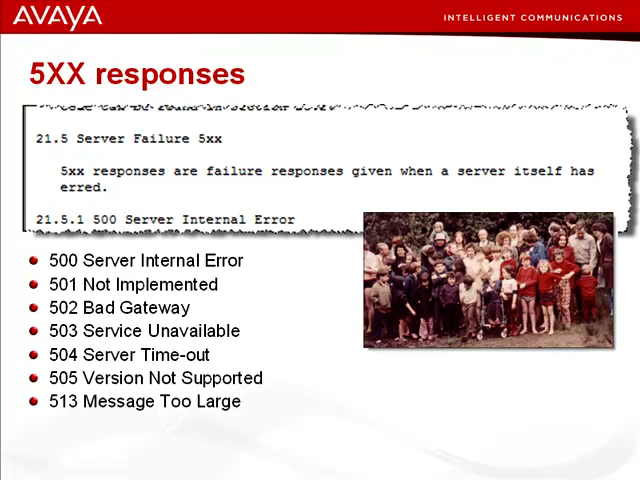 AVAYA
INTELLIGENT COMMUNICATIONS
5XX responses
21.5 Server Failure 5xx
5xx responses are failure responses given when a server itself has
erred.
21.5.1 500 Server Internal Error
500 Server Internal Error
501 Not Implemented
502 Bad Gateway
503 Service Unavailable
504 Server Time-out
505 Version Not Supported
513 Message Too Large